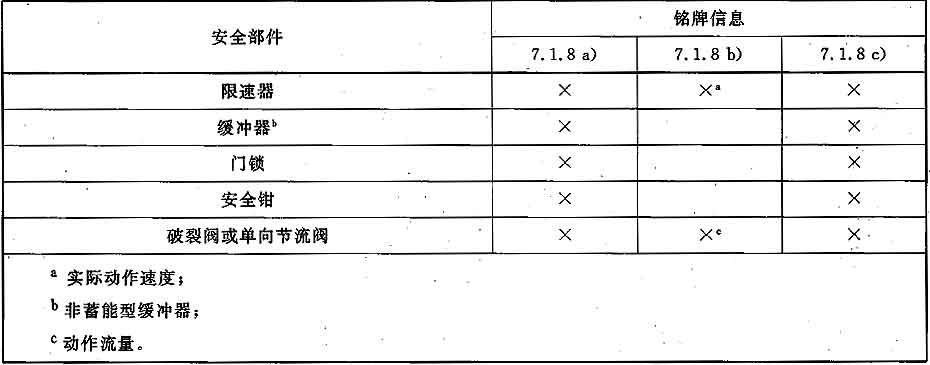 安全部件 铭牌信息
7.1.8 a) 7.1.8 b) 7.1.8 c)
限速器 × ×ᵃ ×
缓冲器ᵇ × ×
门锁 × ×
安全钳 × ×
破裂阀或单向节流阀 × ×ᶜ ×
ᵃ 实际动作速度；
ᵇ 非蓄能型缓冲器；
ᶜ 动作流量。